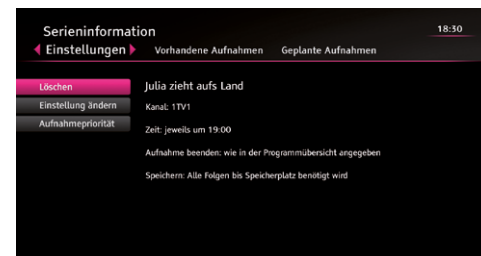 Serieninformation
18:30
Einstellungen Vorhandene Aufnahmen Geplante Aufnahmen
Löschen
Einstellung ändern
Aufnahmepriorität
Julia zieht aufs Land
Kanal: 1TV1
Zeit: jeweils um 19:00
Aufnahme beenden: wie in der Programmübersicht angegeben
Speichern: Alle Folgen bis Speicherplatz benötigt wird